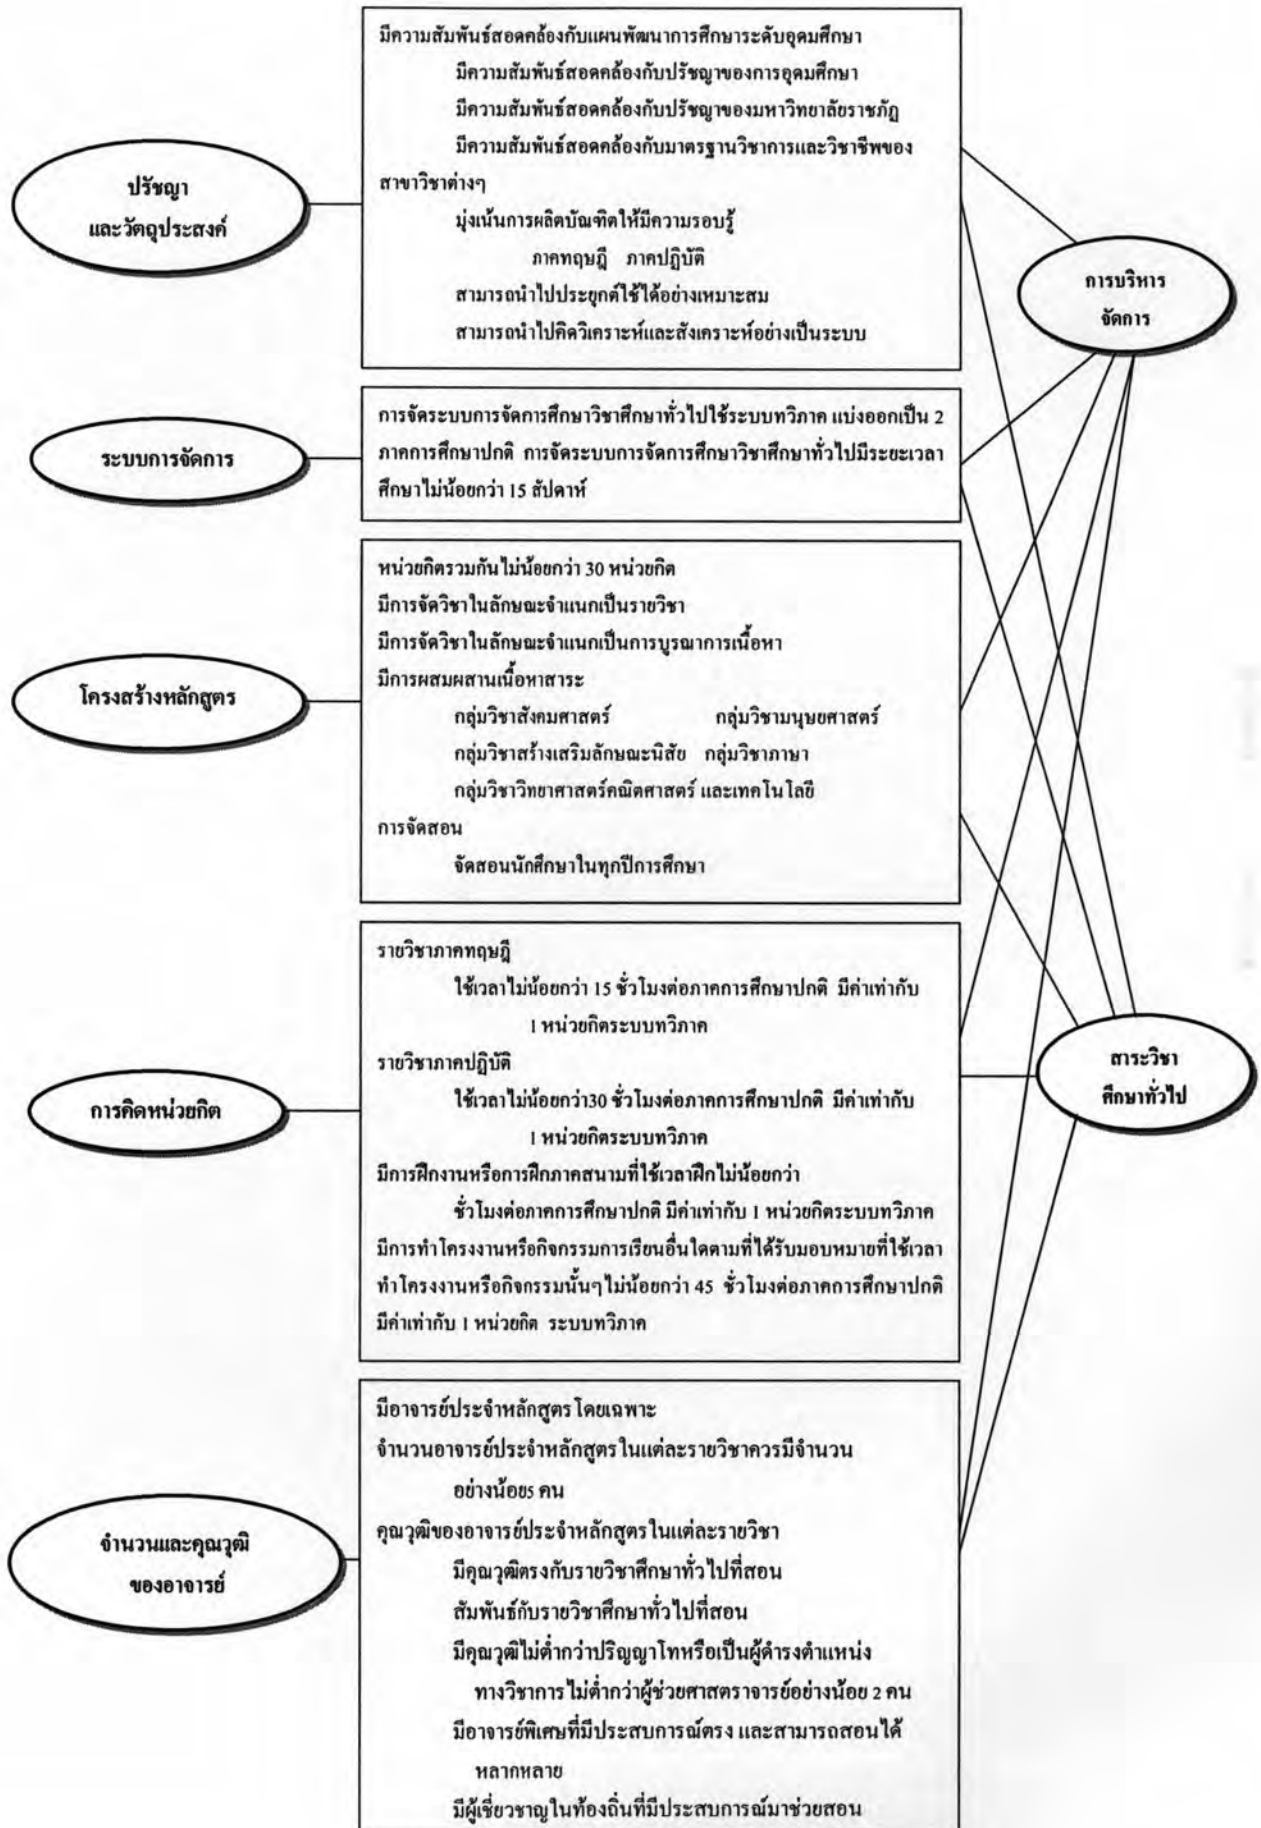 มีความสัมพันธ์สอดคล้องกับแผนพัฒนาการศึกษาระดับอุดมศึกษา
มีความสัมพันธ์สอดคล้องกับปรัชญาของการอุดมศึกษา
มีความสัมพันธ์สอดคล้องกับปรัชญาของมหาวิทยาลัยราชภัฏ
มีความสัมพันธ์สอดคล้องกับมาตรฐานวิชาการและวิชาชีพของ
สาขาวิชาต่างๆ
มุ่งเน้นการผลิตบัณฑิตให้มีความรอบรู้
ภาคทฤษฎี ภาคปฏิบัติ
สามารถนำไปประยุกต์ใช้ได้อย่างเหมาะสม
สามารถนำไปคิดวิเคราะห์และสังเคราะห์อย่างเป็นระบบ
ปรัชญา
และวัตถุประสงค์
การบริหาร
จัดการ
ระบบการจัดการ
การจัดระบบการจัดการศึกษาวิชาศึกษาทั่วไปใช้ระบบทวิภาค แบ่งออกเป็น 2
ภาคการศึกษาปกติ การจัดระบบการจัดการศึกษาวิชาศึกษาทั่วไปมีระยะเวลา
ศึกษาไม่น้อยกว่า 15 สัปดาห์
โครงสร้างหลักสูตร
หน่วยกิตรวมกันไม่น้อยกว่า 30 หน่วยกิต
มีการจัดวิชาในลักษณะจำแนกเป็นรายวิชา
มีการจัดวิชาในลักษณะจำแนกเป็นการบูรณาการเนื้อหา
มีการผสมผสานเนื้อหาสาระ
กลุ่มวิชาสังคมศาสตร์ กลุ่มวิชามนุษยศาสตร์
กลุ่มวิชาสร้างเสริมลักษณะนิสัย กลุ่มวิชาภาษา
กลุ่มวิชาวิทยาศาสตร์คณิตศาสตร์ และเทคโนโลยี
การจัดสอน
จัดสอนนักศึกษาในทุกปีการศึกษา
การคิดหน่วยกิต
รายวิชาภาคทฤษฎี
ใช้เวลาไม่น้อยกว่า 15 ชั่วโมงต่อภาคการศึกษาปกติ มีค่าเท่ากับ
1 หน่วยกิตระบบทวิภาค
รายวิชาภาคปฏิบัติ
ใช้เวลาไม่น้อยกว่า30 ชั่วโมงต่อภาคการศึกษาปกติ มีค่าเท่ากับ
1 หน่วยกิตระบบทวิภาค
มีการฝึกงานหรือการฝึกภาคสนามที่ใช้เวลาฝึกไม่น้อยกว่า
ชั่วโมงต่อภาคการศึกษาปกติ มีค่าเท่ากับ 1 หน่วยกิตระบบทวิภาค
มีการทำโครงงานหรือกิจกรรมการเรียนอื่นใดตามที่ได้รับมอบหมายที่ใช้เวลา
ทำโครงงานหรือกิจกรรมนั้นๆไม่น้อยกว่า 45 ชั่วโมงต่อภาคการศึกษาปกติ
มีค่าเท่ากับ 1 หน่วยกิต ระบบทวิภาค
สาระวิชา
ศึกษาทั่วไป
จำนวนและคุณวุฒิ
ของอาจารย์
มีอาจารย์ประจำหลักสูตรโดยเฉพาะ
จำนวนอาจารย์ประจำหลักสูตรในแต่ละรายวิชาควรมีจำนวน
อย่างน้อย5 คน
คุณวุฒิของอาจารย์ประจำหลักสูตรในแต่ละรายวิชา
มีคุณวุฒิตรงกับรายวิชาศึกษาทั่วไปที่สอน
สัมพันธ์กับรายวิชาศึกษาทั่วไปที่สอน
มีคุณวุฒิไม่ต่ำกว่าปริญญาโทหรือเป็นผู้ดำรงตำแหน่ง
ทางวิชาการไม่ต่ำกว่าผู้ช่วยศาสตราจารย์อย่างน้อย 2 คน
มีอาจารย์พิเศษที่มีประสบการณ์ตรง และสามารถสอนได้
หลากหลาย
มีผู้เชี่ยวชาญในท้องถิ่นที่มีประสบการณ์มาช่วยสอน